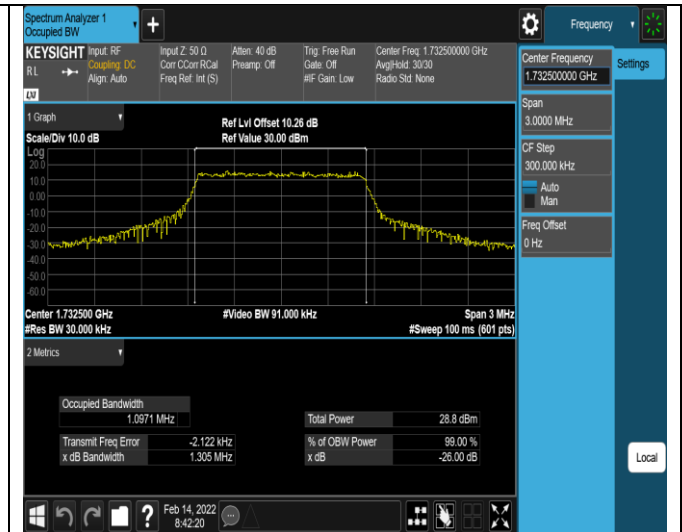 Spectrum Analyzer 1
Occupied BW
+
Frequency
KEYSIGHT
RL
LXI
Input: RF
Coupling: DC
Align: Auto
Input Z: 50 Ω
Corr CCorr RCal
Freq Ref: Int (S)
Atten: 40 dB
Preamp: Off
Trig: Free Run
Gate: Off
#IF Gain: Low
Center Freq: 1.732500000 GHz
Avg|Hold: 30/30
Radio Std: None
Center Frequency
1.732500000 GHz
Settings
Span
3.0000 MHz
CF Step
300.000 kHz
Auto
Man
Freq Offset
0 Hz
1 Graph
Ref Lvl Offset 10.26 dB
Scale/Div 10.0 dB
Ref Value 30.00 dBm
Log
20.0
10.0
0.00
-10.0
-20.0
-30.0
-40.0
-50.0
-60.0
Center 1.732500 GHz
#Video BW 91.000 kHz
Span 3 MHz
#Res BW 30.000 kHz
#Sweep 100 ms (601 pts)
2 Metrics
Occupied Bandwidth
1.0971 MHz
Total Power
28.8 dBm
Transmit Freq Error
-2.122 kHz
% of OBW Power
99.00 %
x dB Bandwidth
1.305 MHz
x dB
-26.00 dB
Local
?
Feb 14, 2022
8:42:20